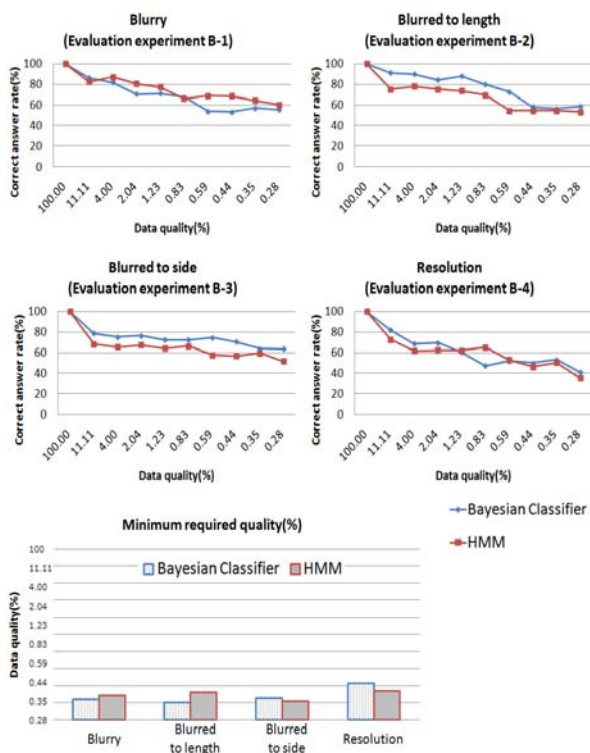 Blurry
(Evaluation experiment B-1)
Correct answer rate(%)
100
80
60
40
20
0
100.00 11.11 4.00 2.04 1.23 0.83 0.59 0.44 0.35 0.28
Data quality(%)
Blurred to length
(Evaluation experiment B-2)
Correct answer rate(%)
100
80
60
40
20
0
100.00 11.11 4.00 2.04 1.23 0.83 0.59 0.44 0.35 0.28
Data quality(%)
Blurred to side
(Evaluation experiment B-3)
Correct answer rate(%)
100
80
60
40
20
0
100.00 11.11 4.00 2.04 1.23 0.83 0.59 0.44 0.35 0.28
Data quality(%)
Resolution
(Evaluation experiment B-4)
Correct answer rate(%)
100
80
60
40
20
0
100.00 11.11 4.00 2.04 1.23 0.83 0.59 0.44 0.35 0.28
Data quality(%)
Bayesian Classifier
HMM
Minimum required quality(%)
Bayesian Classifier HMM
Data quality(%)
100
11.11
4.00
2.04
1.23
0.83
0.59
0.44
0.35
0.28
Blurry
Blurred
to length
Blurred
to side
Resolution